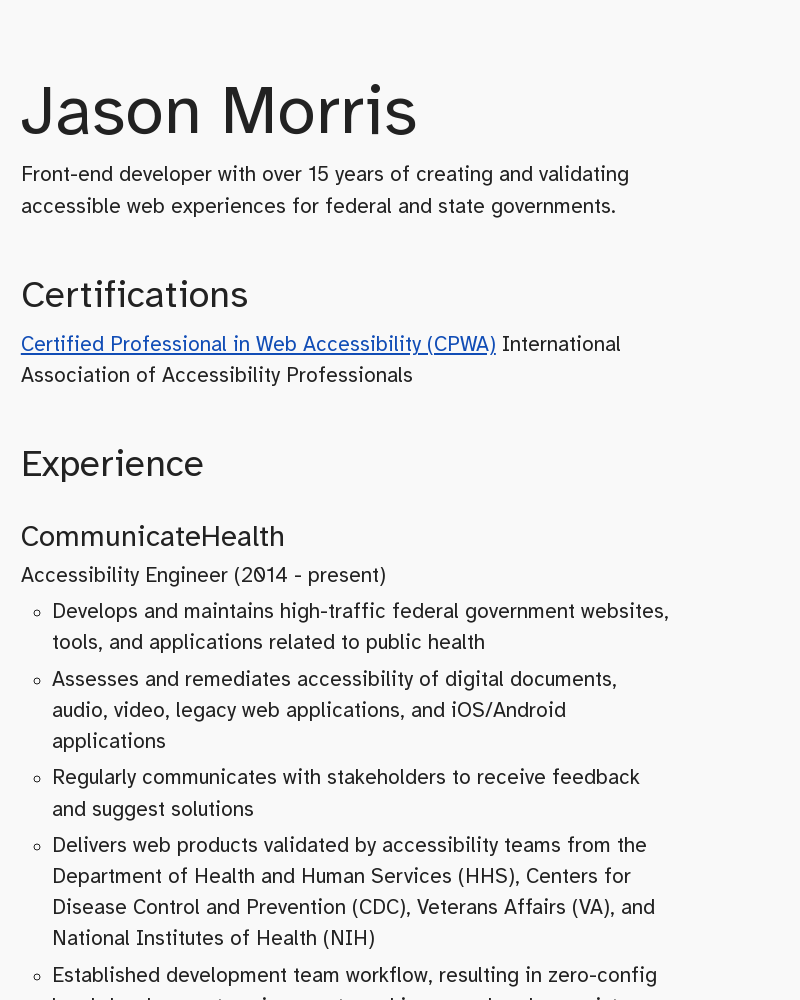 Jason Morris
Front-end developer with over 15 years of creating and validating
accessible web experiences for federal and state governments.
Certifications
Certified Professional in Web Accessibility (CPWA) International
Association of Accessibility Professionals
Experience
CommunicateHealth
Accessibility Engineer (2014 - present)
Develops and maintains high-traffic federal government websites,
tools, and applications related to public health
Assesses and remediates accessibility of digital documents,
audio, video, legacy web applications, and iOS/Android
applications
Regularly communicates with stakeholders to receive feedback
and suggest solutions
Delivers web products validated by accessibility teams from the
Department of Health and Human Services (HHS), Centers for
Disease Control and Prevention (CDC), Veterans Affairs (VA), and
National Institutes of Health (NIH)
Established development team workflow, resulting in zero-config